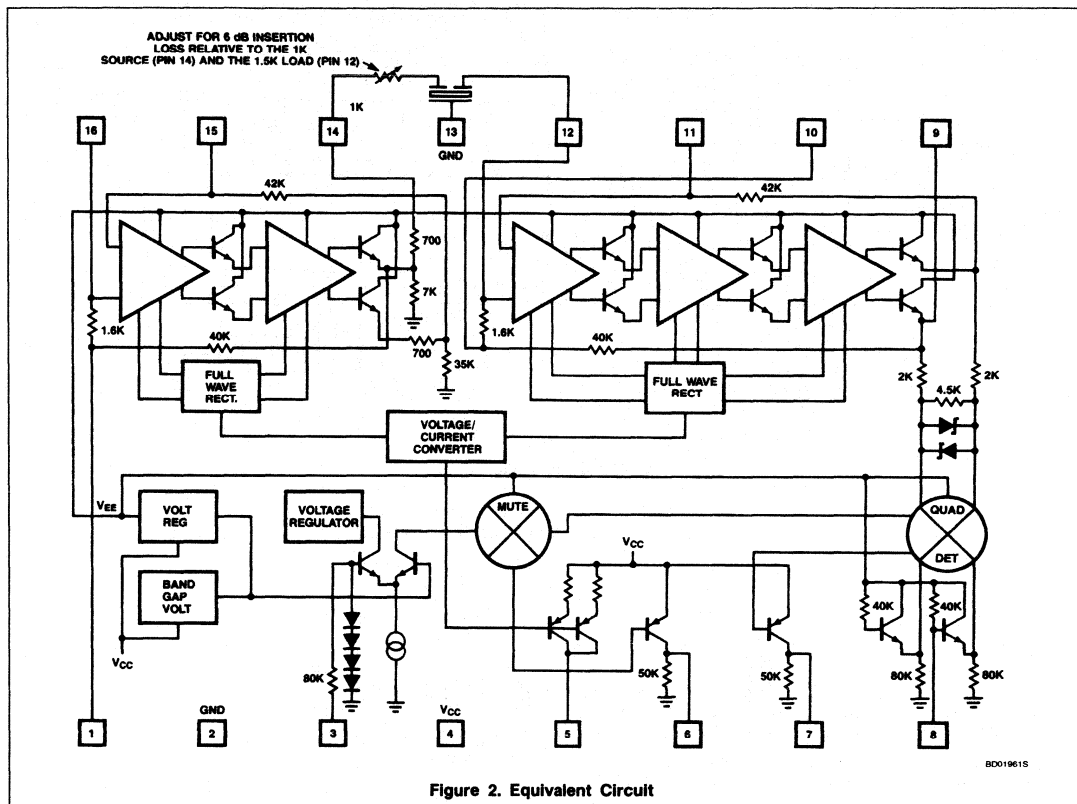 ADJUST FOR 6 dB INSERTION
LOSS RELATIVE TO THE 1K
SOURCE (PIN 14) AND THE 1.5K LOAD (PIN 12)
1K
16
15
14
13
12
11
10
9
GND
42K
42K
700
7K
1.6K
40K
700
35K
1.6K
40K
2K
2K
4.5K
FULL
WAVE
RECT.
FULL WAVE
RECT
VOLTAGE/
CURRENT
CONVERTER
VEE
VOLT
REG
VOLTAGE
REGULATOR
MUTE
QUAD
DET
BAND
GAP
VOLT
VCC
VCC
40K
40K
80K
50K
50K
80K
80K
GND
VCC
1
2
3
4
5
6
7
8
BD01961S
Figure 2. Equivalent Circuit